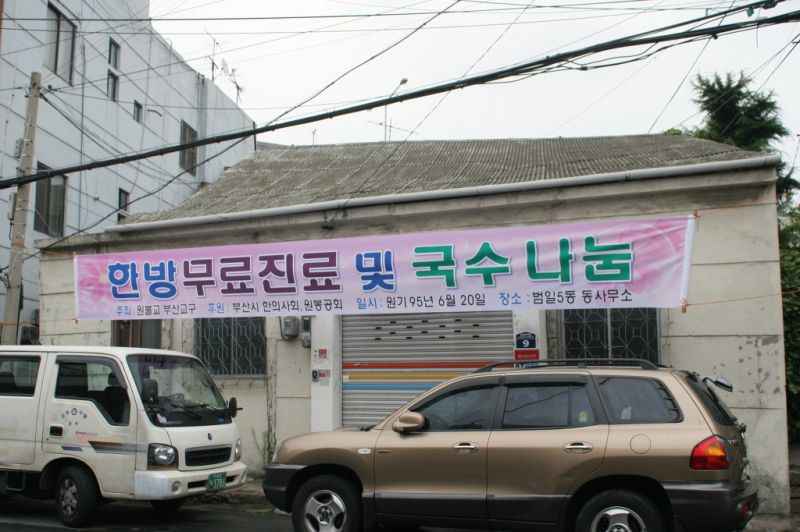 한방무료진료 및 국수 나눔
주최 : 원불교 부산교구 후원 : 부산시 한의사회, 원봉공회 일시 : 원기 95년 6월 20일 장소 : 범일5동 동사무소
9
3784